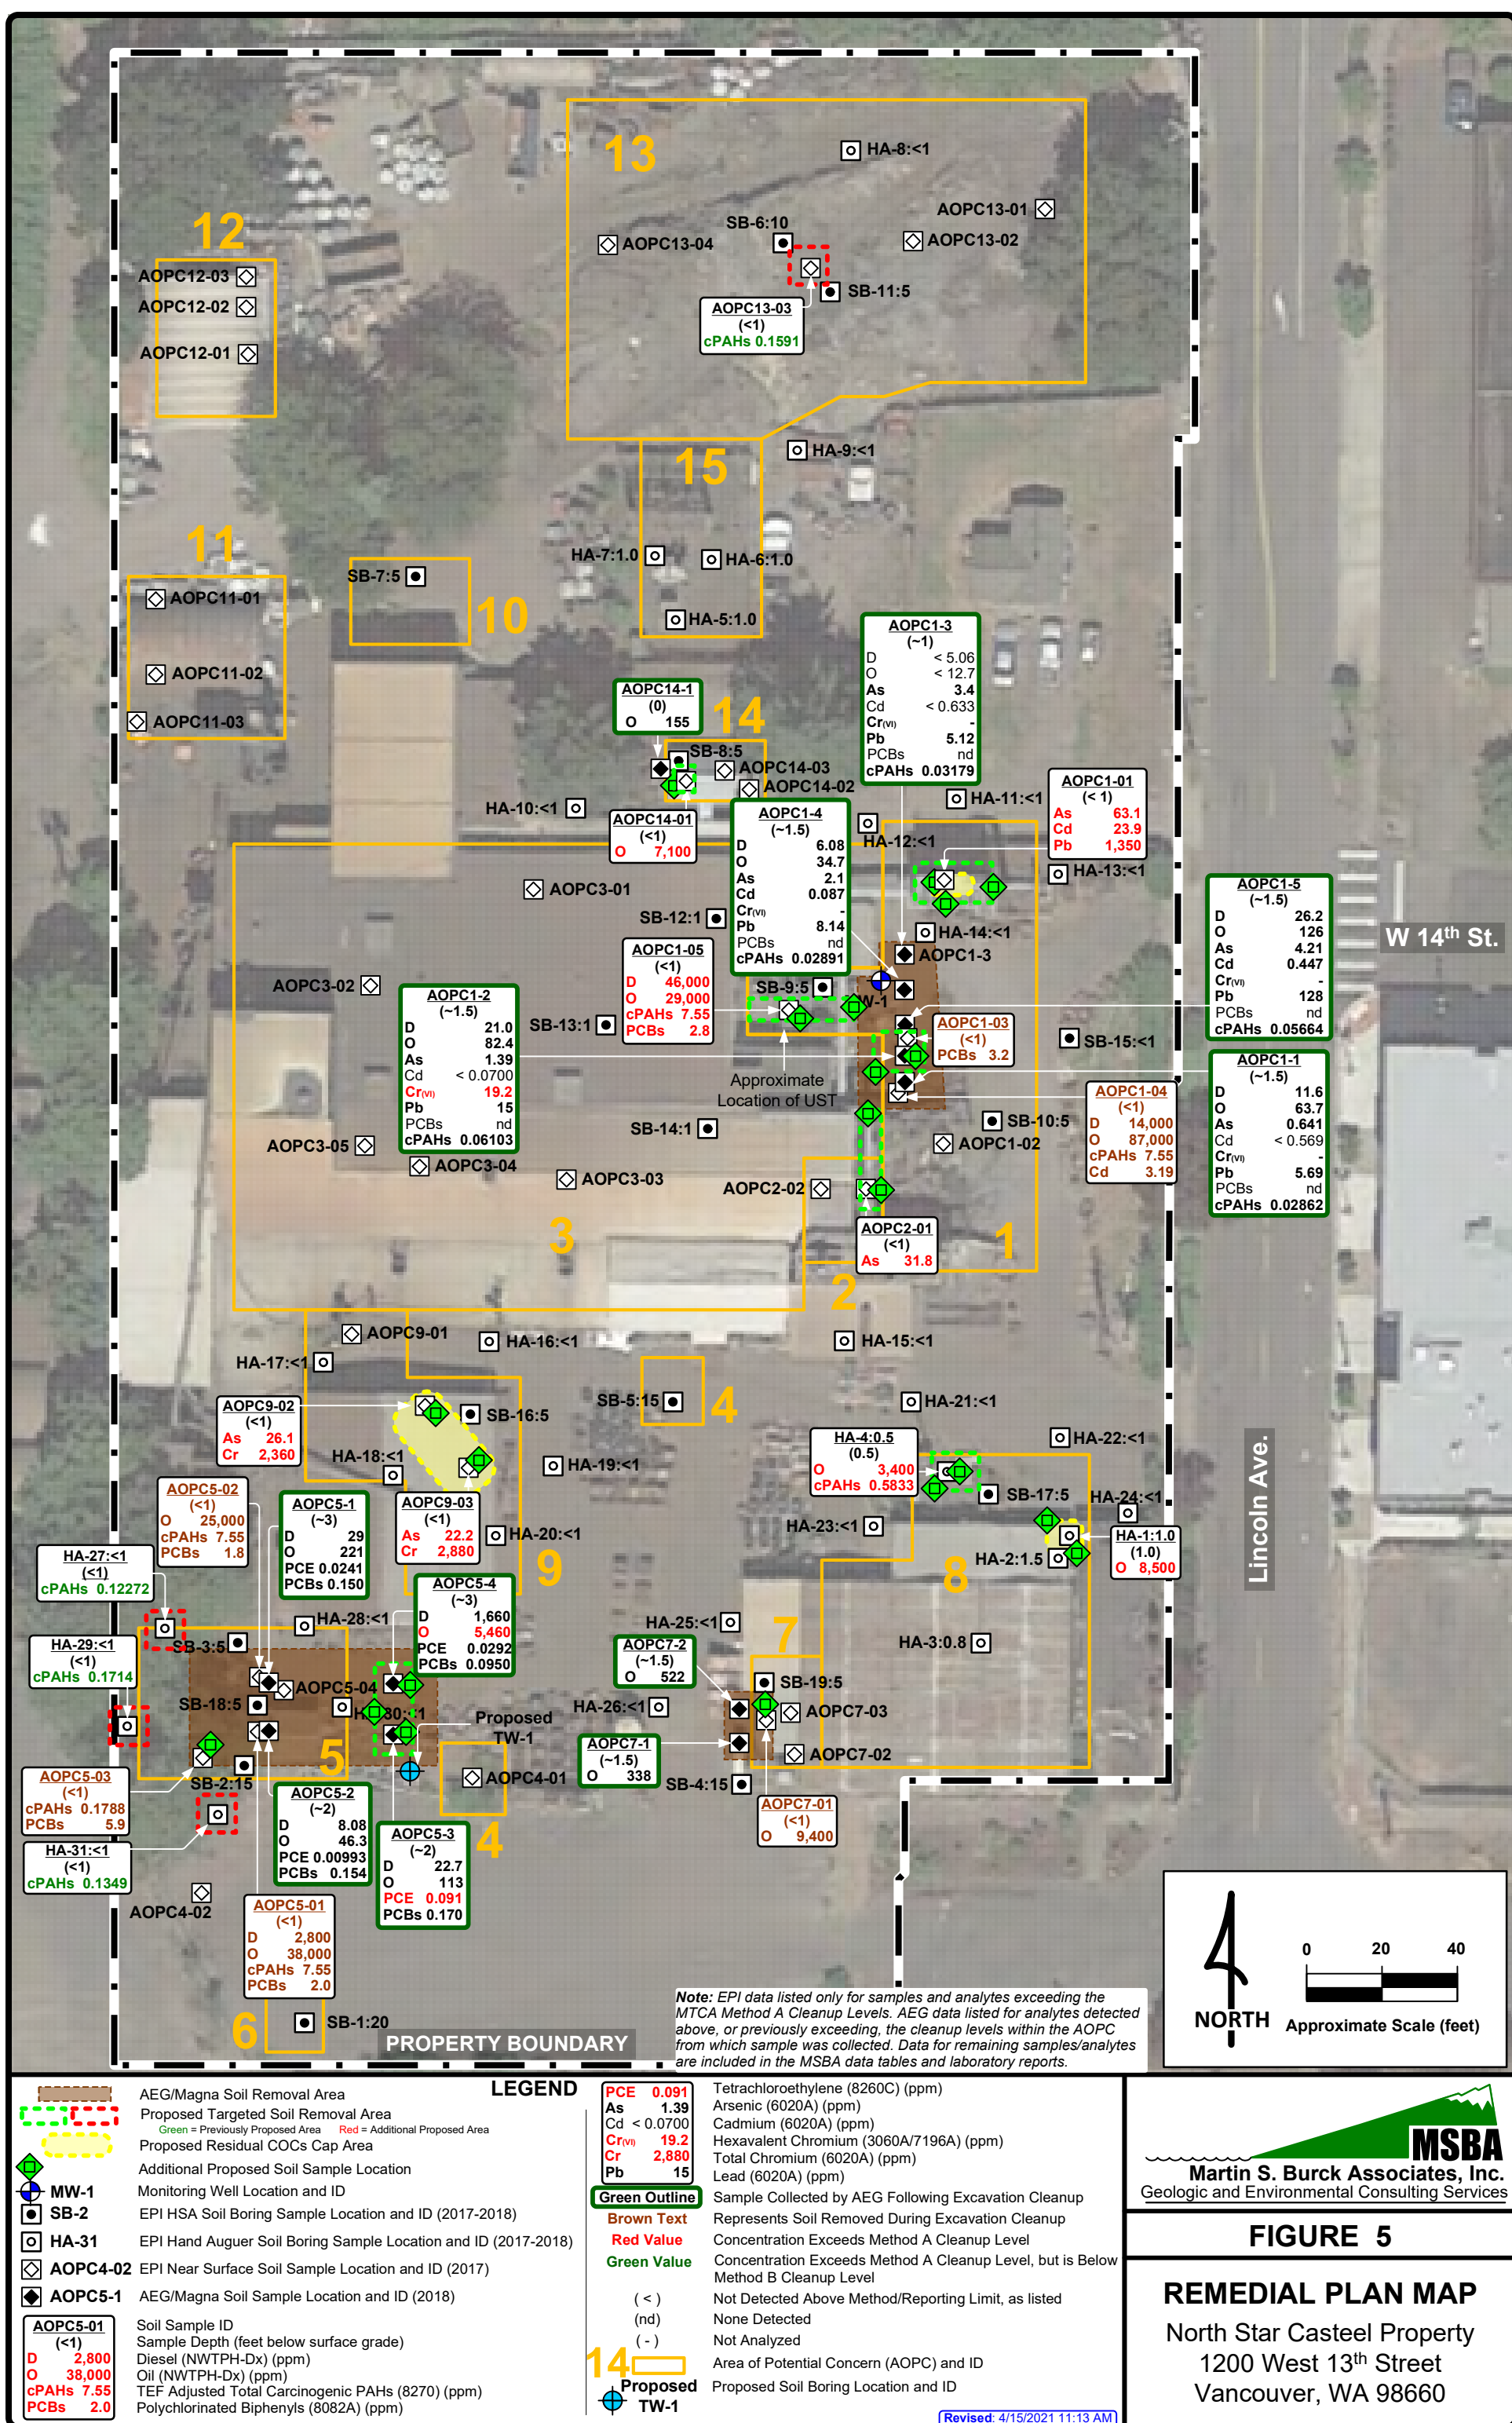 13
HA-8:<1
AOPC13-01
SB-6:10
AOPC13-02
AOPC13-04
SB-11:5
AOPC13-03
(<1)
cPAHs 0.1591
12
AOPC12-03
AOPC12-02
AOPC12-01
15
HA-9:<1
HA-7:1.0
HA-6:1.0
HA-5:1.0
11
AOPC11-01
AOPC11-02
AOPC11-03
SB-7:5
10
AOPC1-3
(~1)
D < 5.06
O < 12.7
As 3.4
Cd < 0.633
Cr(VI) -
Pb 5.12
PCBs nd
cPAHs 0.03179
AOPC14-1
(0)
O 155
14
SB-8:5
AOPC14-03
AOPC14-02
HA-10:<1
AOPC14-01
(<1)
O 7,100
AOPC1-4
(~1.5)
D 6.08
O 34.7
As 2.1
Cd 0.087
Cr(VI) -
Pb 8.14
PCBs nd
cPAHs 0.02891
HA-11:<1
HA-12:<1
AOPC1-01
(< 1)
As 63.1
Cd 23.9
Pb 1,350
HA-13:<1
HA-14:<1
AOPC1-3
AOPC3-01
SB-12:1
AOPC1-05
(<1)
D 46,000
O 29,000
cPAHs 7.55
PCBs 2.8
SB-9:5
W-1
AOPC3-02
AOPC1-2
(~1.5)
D 21.0
O 82.4
As 1.39
Cd < 0.0700
Cr(VI) 19.2
Pb 15
PCBs nd
cPAHs 0.06103
SB-13:1
Approximate
Location of UST
AOPC1-03
(<1)
PCBs 3.2
SB-15:<1
AOPC1-5
(~1.5)
D 26.2
O 126
As 4.21
Cd 0.447
Cr(VI) -
Pb 128
PCBs nd
cPAHs 0.05664
W 14th St.
AOPC1-1
(~1.5)
D 11.6
O 63.7
As 0.641
Cd < 0.569
Cr(VI) -
Pb 5.69
PCBs nd
cPAHs 0.02862
AOPC1-04
(<1)
D 14,000
O 87,000
cPAHs 7.55
Cd 3.19
SB-10:5
AOPC1-02
SB-14:1
AOPC3-05
AOPC3-04
AOPC3-03
AOPC2-02
AOPC2-01
(<1)
As 31.8
3
2
1
AOPC9-01
HA-16:<1
HA-15:<1
HA-17:<1
AOPC9-02
(<1)
As 26.1
Cr 2,360
SB-16:5
SB-5:15
4
HA-21:<1
HA-22:<1
HA-18:<1
HA-19:<1
AOPC9-03
(<1)
As 22.2
Cr 2,880
HA-20:<1
9
HA-4:0.5
(0.5)
O 3,400
cPAHs 0.5833
SB-17:5
HA-24:<1
HA-23:<1
HA-2:1.5
HA-1:1.0
(1.0)
O 8,500
8
HA-3:0.8
Lincoln Ave.
AOPC5-02
(<1)
O 25,000
cPAHs 7.55
PCBs 1.8
AOPC5-1
(~3)
D 29
O 221
PCE 0.0241
PCBs 0.150
HA-27:<1
(<1)
cPAHs 0.12272
AOPC5-4
(~3)
D 1,660
O 5,460
PCE 0.0292
PCBs 0.0950
HA-28:<1
SB-3:5
HA-29:<1
(<1)
cPAHs 0.1714
AOPC5-04
SB-18:5
5
SB-2:15
Proposed
TW-1
AOPC4-01
4
HA-25:<1
AOPC7-2
(~1.5)
O 522
7
SB-19:5
HA-26:<1
AOPC7-03
AOPC7-1
(~1.5)
O 338
AOPC7-02
SB-4:15
AOPC7-01
(<1)
O 9,400
AOPC5-03
(<1)
cPAHs 0.1788
PCBs 5.9
HA-31:<1
(<1)
cPAHs 0.1349
AOPC5-2
(~2)
D 8.08
O 46.3
PCE 0.00993
PCBs 0.154
AOPC5-3
(~2)
D 22.7
O 113
PCE 0.091
PCBs 0.170
AOPC4-02
AOPC5-01
(<1)
D 2,800
O 38,000
cPAHs 7.55
PCBs 2.0
6
SB-1:20
PROPERTY BOUNDARY
Note: EPI data listed only for samples and analytes exceeding the
MTCA Method A Cleanup Levels. AEG data listed for analytes detected
above, or previously exceeding, the cleanup levels within the AOPC
from which sample was collected. Data for remaining samples/analytes
are included in the MSBA data tables and laboratory reports.
NORTH
0 20 40
Approximate Scale (feet)
LEGEND
AEG/Magna Soil Removal Area
Proposed Targeted Soil Removal Area
Green = Previously Proposed Area Red = Additional Proposed Area
Proposed Residual COCs Cap Area
Additional Proposed Soil Sample Location
MW-1 Monitoring Well Location and ID
SB-2 EPI HSA Soil Boring Sample Location and ID (2017-2018)
HA-31 EPI Hand Auguer Soil Boring Sample Location and ID (2017-2018)
AOPC4-02 EPI Near Surface Soil Sample Location and ID (2017)
AOPC5-1 AEG/Magna Soil Sample Location and ID (2018)
AOPC5-01 Soil Sample ID
(<1) Sample Depth (feet below surface grade)
D 2,800 Diesel (NWTPH-Dx) (ppm)
O 38,000 Oil (NWTPH-Dx) (ppm)
cPAHs 7.55 TEF Adjusted Total Carcinogenic PAHs (8270) (ppm)
PCBs 2.0 Polychlorinated Biphenyls (8082A) (ppm)
PCE 0.091 Tetrachloroethylene (8260C) (ppm)
As 1.39 Arsenic (6020A) (ppm)
Cd < 0.0700 Cadmium (6020A) (ppm)
Cr(VI) 19.2 Hexavalent Chromium (3060A/7196A) (ppm)
Cr 2,880 Total Chromium (6020A) (ppm)
Pb 15 Lead (6020A) (ppm)
Green Outline Sample Collected by AEG Following Excavation Cleanup
Brown Text Represents Soil Removed During Excavation Cleanup
Red Value Concentration Exceeds Method A Cleanup Level
Green Value Concentration Exceeds Method A Cleanup Level, but is Below
Method B Cleanup Level
( < ) Not Detected Above Method/Reporting Limit, as listed
(nd) None Detected
( - ) Not Analyzed
14 Area of Potential Concern (AOPC) and ID
Proposed
TW-1 Proposed Soil Boring Location and ID
Revised: 4/15/2021 11:13 AM
MSBA
Martin S. Burck Associates, Inc.
Geologic and Environmental Consulting Services
FIGURE 5
REMEDIAL PLAN MAP
North Star Casteel Property
1200 West 13th Street
Vancouver, WA 98660